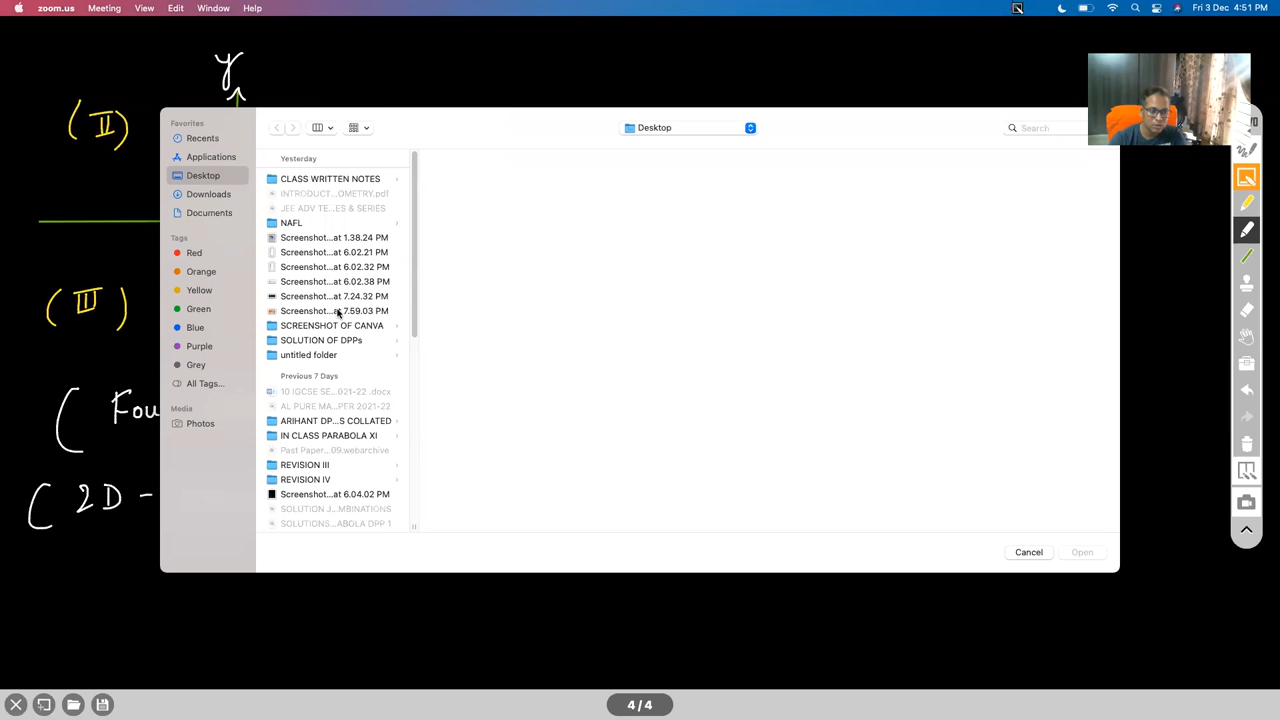 zoom.us Meeting View Edit Window Help Fri 3 Dec 4:51 PM
y
(II)
(III)
( Fou
( 2D -
Favorites
Recents
Applications
Desktop
Downloads
Documents
Tags
Red
Orange
Yellow
Green
Blue
Purple
Grey
All Tags...
Media
Photos
Desktop
Search
Yesterday
CLASS WRITTEN NOTES
INTRODUCT...OMETRY.pdf
JEE ADV TE...ES & SERIES
NAFL
Screenshot...at 1.38.24 PM
Screenshot...at 6.02.21 PM
Screenshot...at 6.02.32 PM
Screenshot...at 6.02.38 PM
Screenshot...at 7.24.32 PM
Screenshot...at 7.59.03 PM
SCREENSHOT OF CANVA
SOLUTION OF DPPs
untitled folder
Previous 7 Days
10 IGCSE SE...021-22 .docx
AL PURE MA...PER 2021-22
ARIHANT DP...S COLLATED
IN CLASS PARABOLA XI
Past Paper...09.webarchive
REVISION III
REVISION IV
Screenshot...at 6.04.02 PM
SOLUTION J...MBINATIONS
SOLUTIONS...ABOLA DPP 1
Cancel
Open
4 / 4